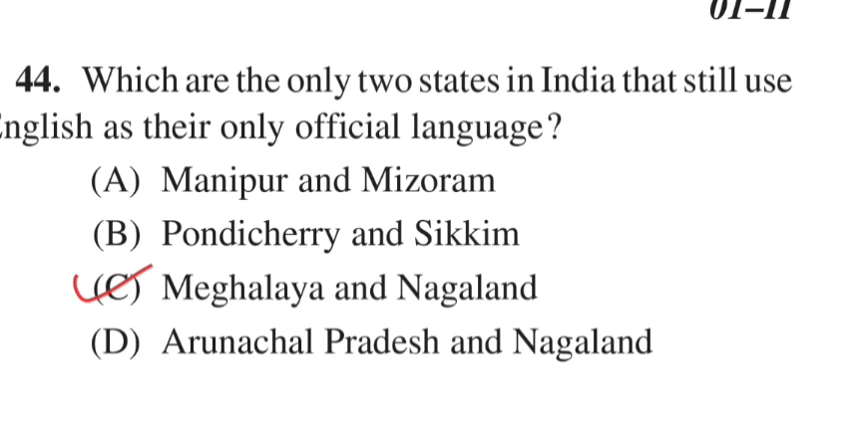 01–11
44. Which are the only two states in India that still use
nglish as their only official language?
(A) Manipur and Mizoram
(B) Pondicherry and Sikkim
(C) Meghalaya and Nagaland
(D) Arunachal Pradesh and Nagaland